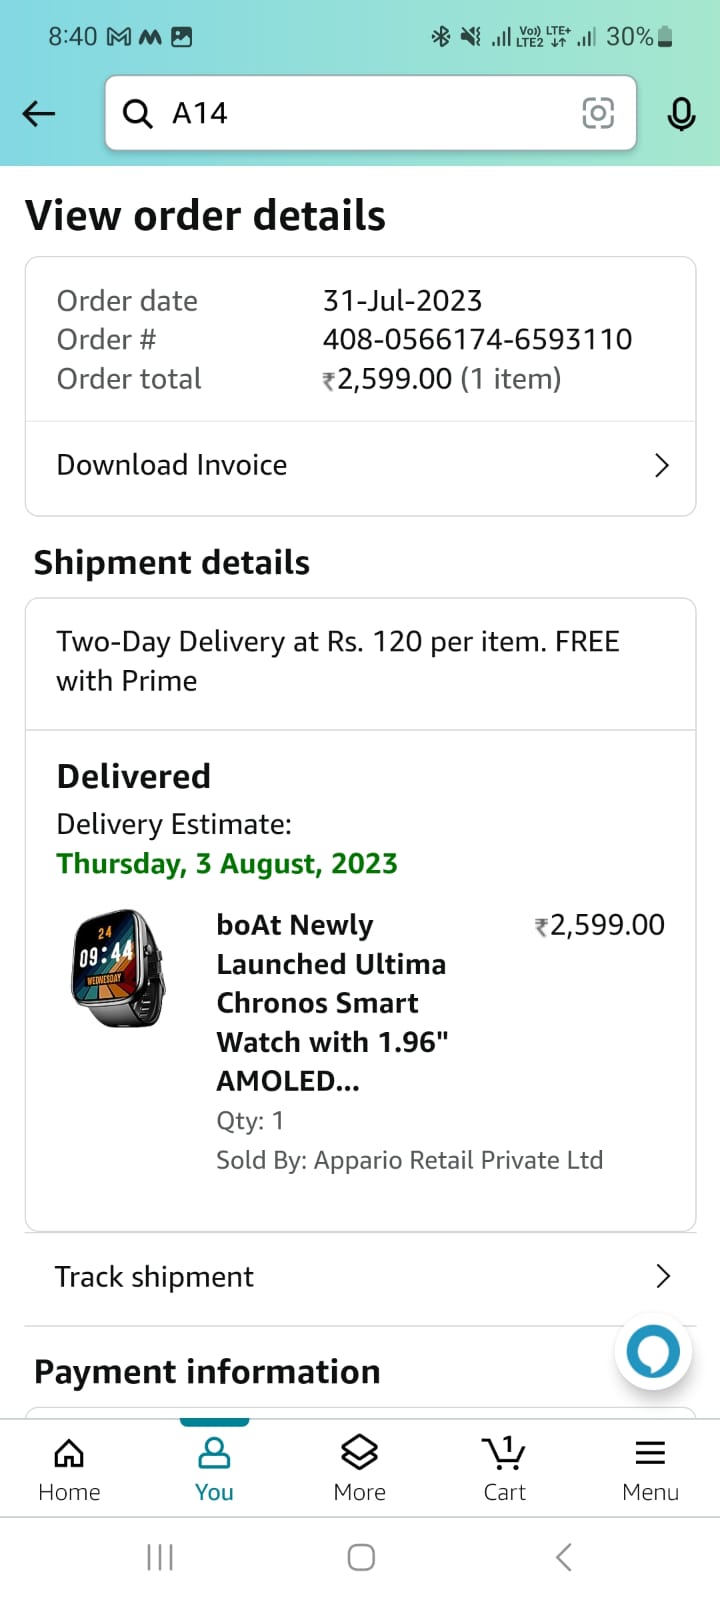 8:40
Vo)) LTE+
LTE2
30%
A14
View order details
Order date 31-Jul-2023
Order # 408-0566174-6593110
Order total ₹2,599.00 (1 item)
Download Invoice
Shipment details
Two-Day Delivery at Rs. 120 per item. FREE
with Prime
Delivered
Delivery Estimate:
Thursday, 3 August, 2023
24
09:44
WEDNESDAY
boAt Newly ₹2,599.00
Launched Ultima
Chronos Smart
Watch with 1.96"
AMOLED...
Qty: 1
Sold By: Appario Retail Private Ltd
Track shipment
Payment information
1
Home You More Cart Menu